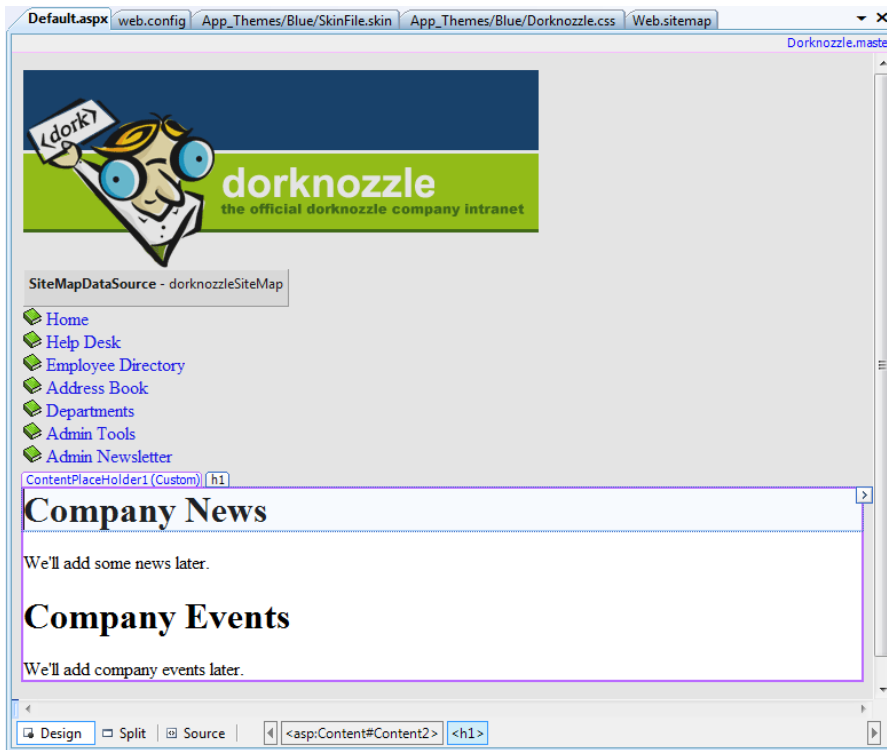 Default.aspx web.config App_Themes/Blue/SkinFile.skin App_Themes/Blue/Dorknozzle.css Web.sitemap
Dorknozzle.maste
<dork>
dorknozzle
the official dorknozzle company intranet
SiteMapDataSource - dorknozzleSiteMap
Home
Help Desk
Employee Directory
Address Book
Departments
Admin Tools
Admin Newsletter
ContentPlaceHolder1 (Custom) h1
Company News
We'll add some news later.
Company Events
We'll add company events later.
Design Split Source <asp:Content#Content2> <h1>